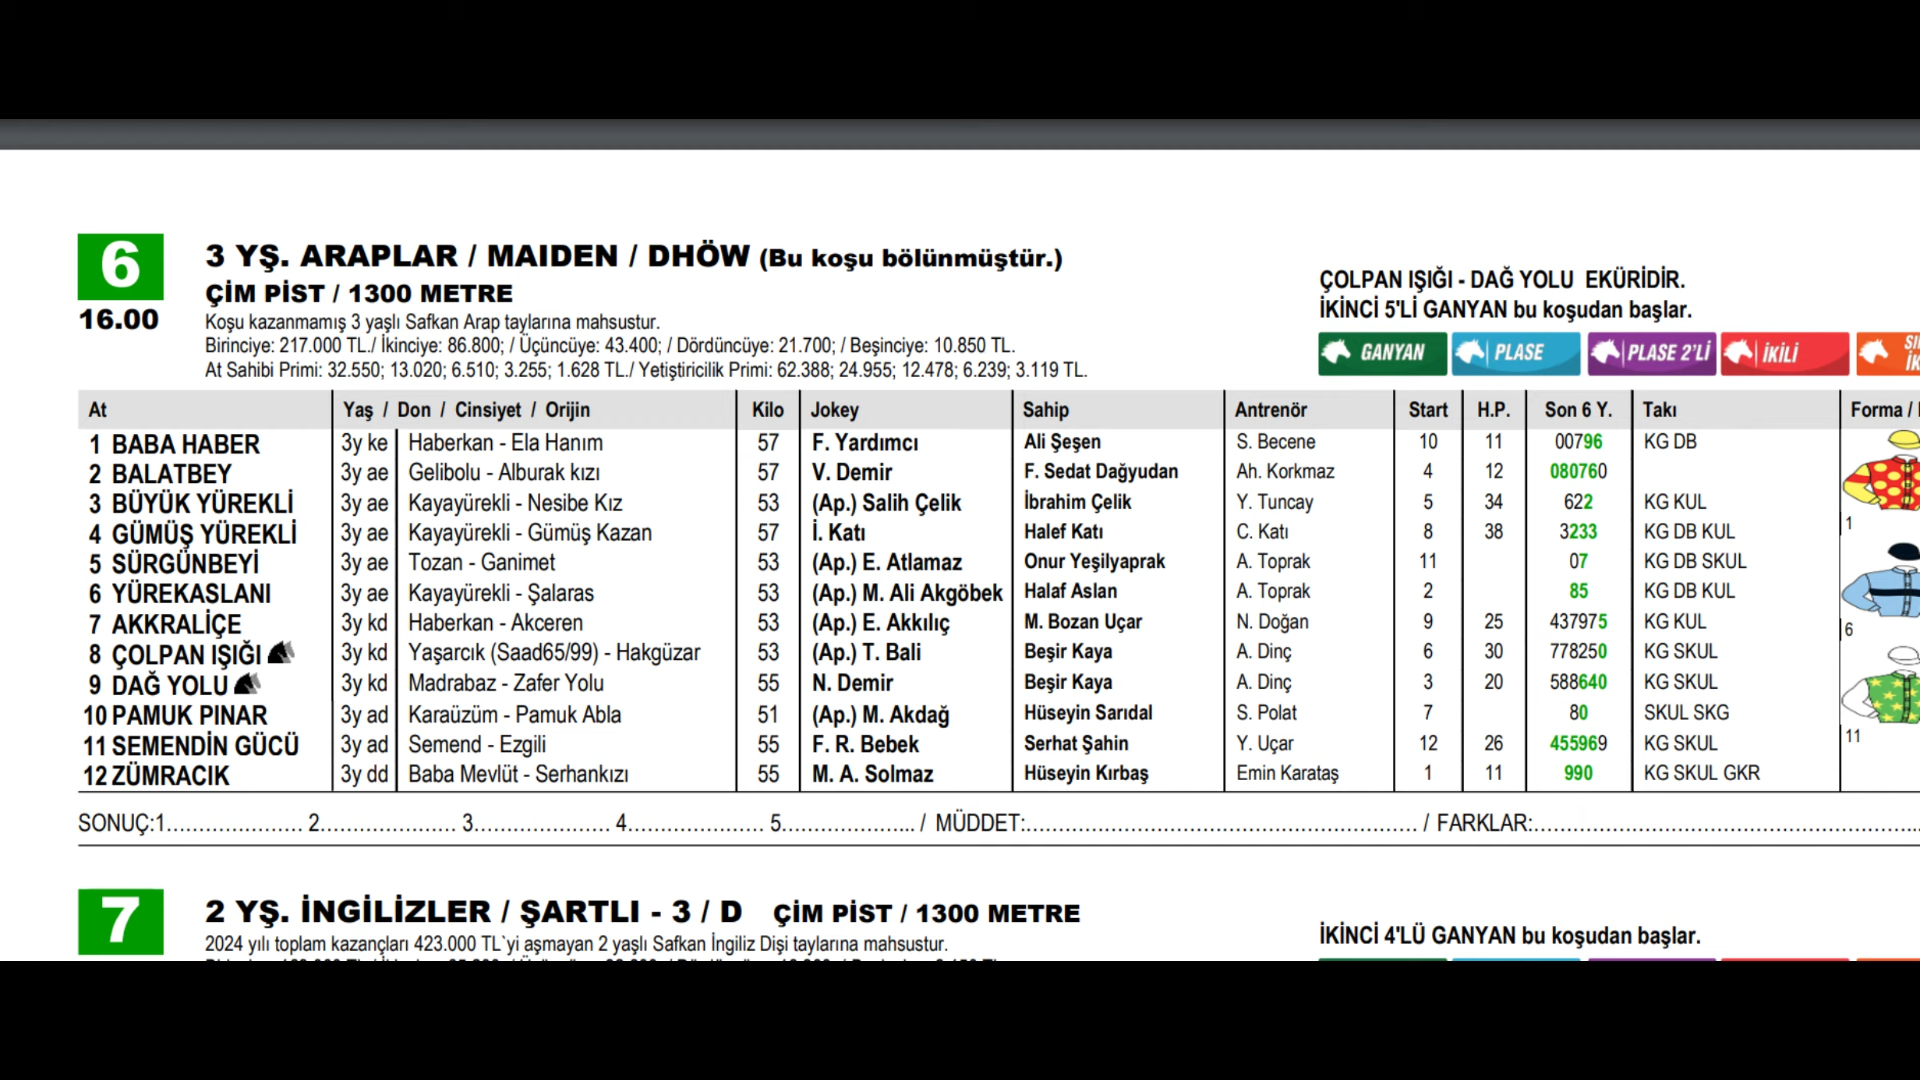 6
16.00
3 YŞ. ARAPLAR / MAIDEN / DHÖW (Bu koşu bölünmüştür.)
ÇİM PİST / 1300 METRE
Koşu kazanmamış 3 yaşlı Safkan Arap taylarına mahsustur.
Birinciye: 217.000 TL./ İkinciye: 86.800; / Üçüncüye: 43.400; / Dördüncüye: 21.700; / Beşinciye: 10.850 TL.
At Sahibi Primi: 32.550; 13.020; 6.510; 3.255; 1.628 TL./ Yetiştiricilik Primi: 62.388; 24.955; 12.478; 6.239; 3.119 TL.
ÇOLPAN IŞIĞI - DAĞ YOLU EKÜRİDİR.
İKİNCİ 5'Lİ GANYAN bu koşudan başlar.
GANYAN PLASE PLASE 2'Lİ İKİLİ
At Yaş / Don / Cinsiyet / Orijin Kilo Jokey Sahip Antrenör Start H.P. Son 6 Y. Takı Forma /
1 BABA HABER 3y ke Haberkan - Ela Hanım 57 F. Yardımcı Ali Şeşen S. Becene 10 11 00796 KG DB
2 BALATBEY 3y ae Gelibolu - Alburak kızı 57 V. Demir F. Sedat Dağyudan Ah. Korkmaz 4 12 080760
3 BÜYÜK YÜREKLİ 3y ae Kayayürekli - Nesibe Kız 53 (Ap.) Salih Çelik İbrahim Çelik Y. Tuncay 5 34 622 KG KUL
4 GÜMÜŞ YÜREKLİ 3y ae Kayayürekli - Gümüş Kazan 57 İ. Katı Halef Katı C. Katı 8 38 3233 KG DB KUL
5 SÜRGÜNBEYİ 3y ae Tozan - Ganimet 53 (Ap.) E. Atlamaz Onur Yeşilyaprak A. Toprak 11 07 KG DB SKUL
6 YÜREKASLANI 3y ae Kayayürekli - Şalaras 53 (Ap.) M. Ali Akgöbek Halaf Aslan A. Toprak 2 85 KG DB KUL
7 AKKRALİÇE 3y kd Haberkan - Akceren 53 (Ap.) E. Akkılıç M. Bozan Uçar N. Doğan 9 25 437975 KG KUL
8 ÇOLPAN IŞIĞI 3y kd Yaşarcık (Saad65/99) - Hakgüzar 53 (Ap.) T. Bali Beşir Kaya A. Dinç 6 30 778250 KG SKUL
9 DAĞ YOLU 3y kd Madrabaz - Zafer Yolu 55 N. Demir Beşir Kaya A. Dinç 3 20 588640 KG SKUL
10 PAMUK PINAR 3y ad Karaüzüm - Pamuk Abla 51 (Ap.) M. Akdağ Hüseyin Sarıdal S. Polat 7 80 SKUL SKG
11 SEMENDİN GÜCÜ 3y ad Semend - Ezgili 55 F. R. Bebek Serhat Şahin Y. Uçar 12 26 455969 KG SKUL
12 ZÜMRACIK 3y dd Baba Mevlüt - Serhankızı 55 M. A. Solmaz Hüseyin Kırbaş Emin Karataş 1 11 990 KG SKUL GKR
1
6
11
SONUÇ:1..................... 2..................... 3..................... 4..................... 5..................... / MÜDDET:............................................................ / FARKLAR:............................................................
7
2 YŞ. İNGİLİZLER / ŞARTLI - 3 / D ÇİM PİST / 1300 METRE
2024 yılı toplam kazançları 423.000 TL`yi aşmayan 2 yaşlı Safkan İngiliz Dişi taylarına mahsustur.
İKİNCİ 4'LÜ GANYAN bu koşudan başlar.